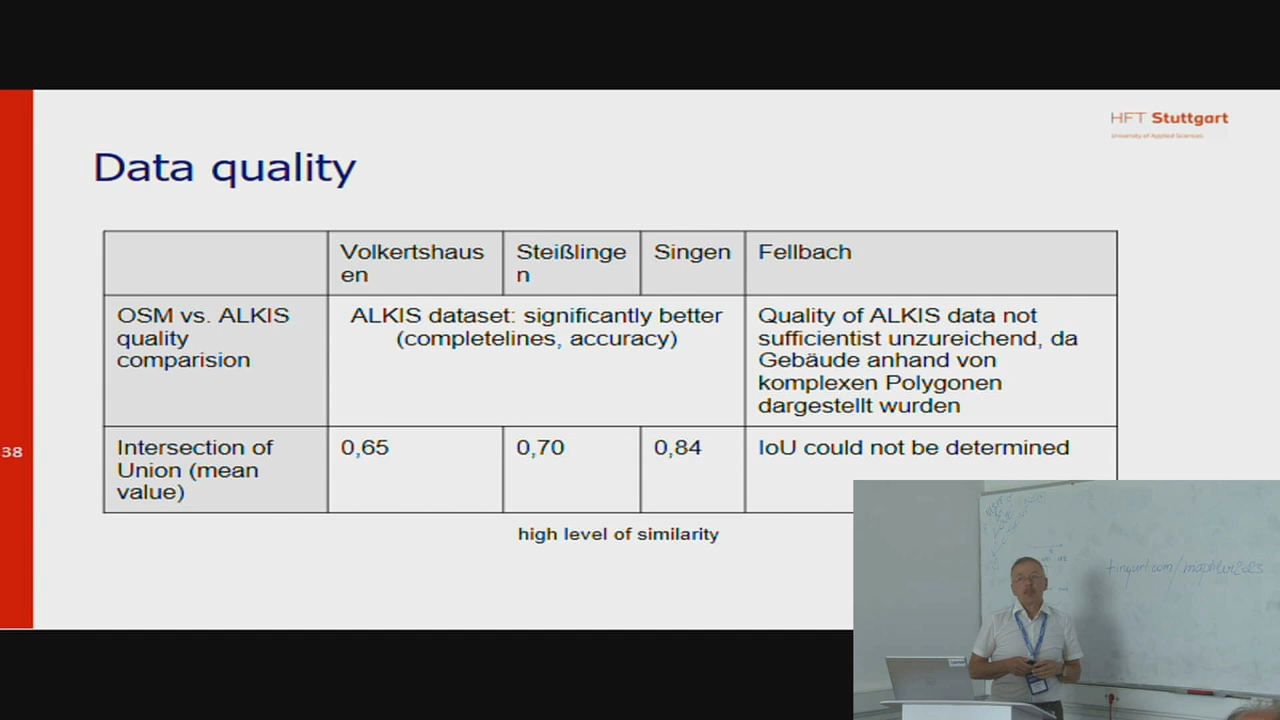 HFT Stuttgart
University of Applied Sciences
Data quality
Volkertshaus
en
Steißlinge
n
Singen
Fellbach
OSM vs. ALKIS
quality
comparision
ALKIS dataset: significantly better
(completelines, accuracy)
Quality of ALKIS data not
sufficientist unzureichend, da
Gebäude anhand von
komplexen Polygonen
dargestellt wurden
38
Intersection of
Union (mean
value)
0,65
0,70
0,84
IoU could not be determined
high level of similarity